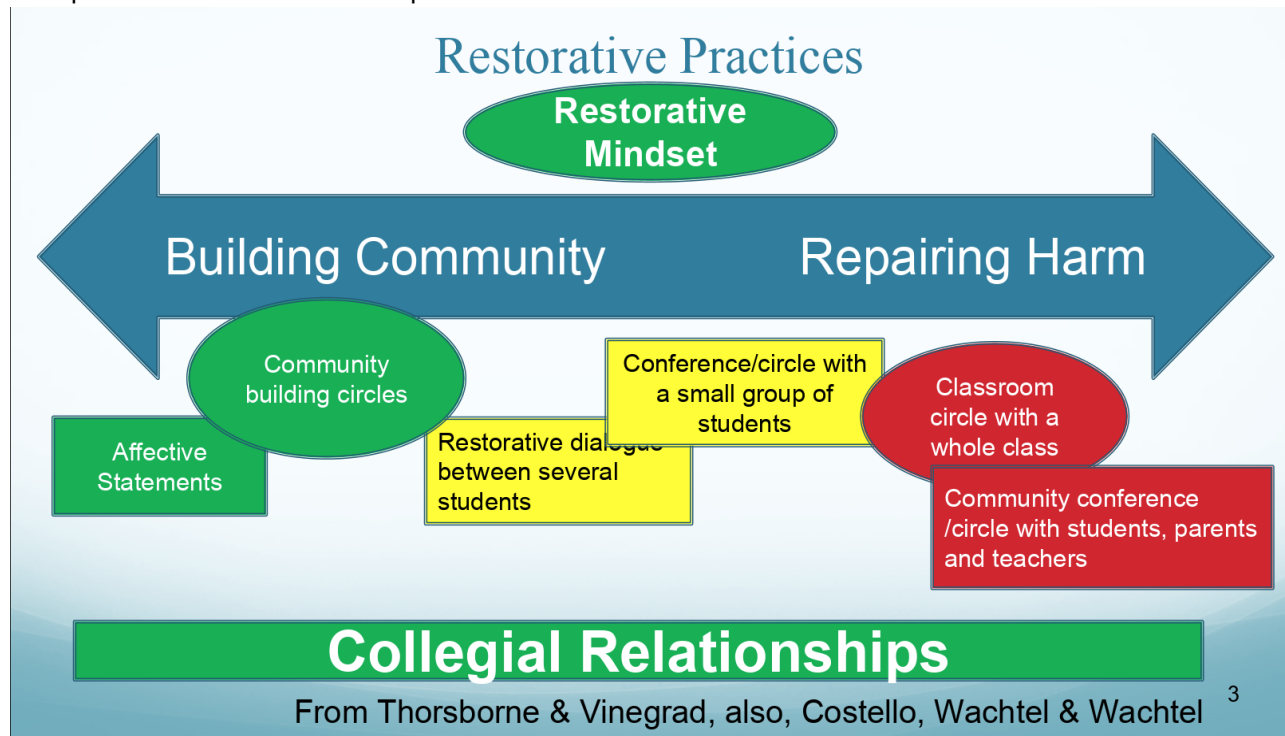 Restorative Practices
Restorative
Mindset
Building Community
Repairing Harm
Community
building circles
Affective
Statements
Restorative dialogue
between several
students
Conference/circle with
a small group of
students
Classroom
circle with a
whole class
Community conference
/circle with students, parents
and teachers
Collegial Relationships
From Thorsborne & Vinegrad, also, Costello, Wachtel & Wachtel
3